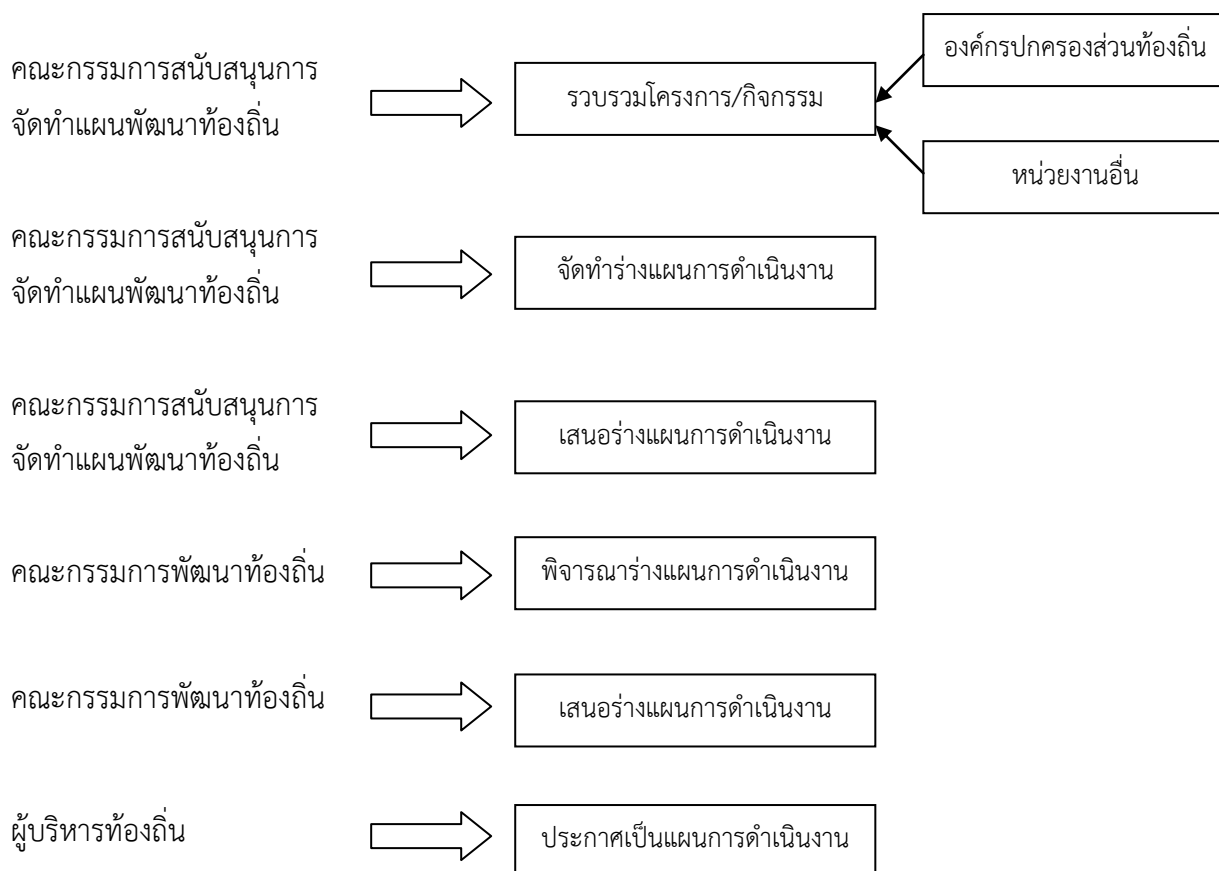 องค์กรปกครองส่วนท้องถิ่น
คณะกรรมการสนับสนุนการ
จัดทำแผนพัฒนาท้องถิ่น
รวบรวมโครงการ/กิจกรรม
หน่วยงานอื่น
คณะกรรมการสนับสนุนการ
จัดทำแผนพัฒนาท้องถิ่น
จัดทำร่างแผนการดำเนินงาน
คณะกรรมการสนับสนุนการ
จัดทำแผนพัฒนาท้องถิ่น
เสนอร่างแผนการดำเนินงาน
คณะกรรมการพัฒนาท้องถิ่น
พิจารณาร่างแผนการดำเนินงาน
คณะกรรมการพัฒนาท้องถิ่น
เสนอร่างแผนการดำเนินงาน
ผู้บริหารท้องถิ่น
ประกาศเป็นแผนการดำเนินงาน